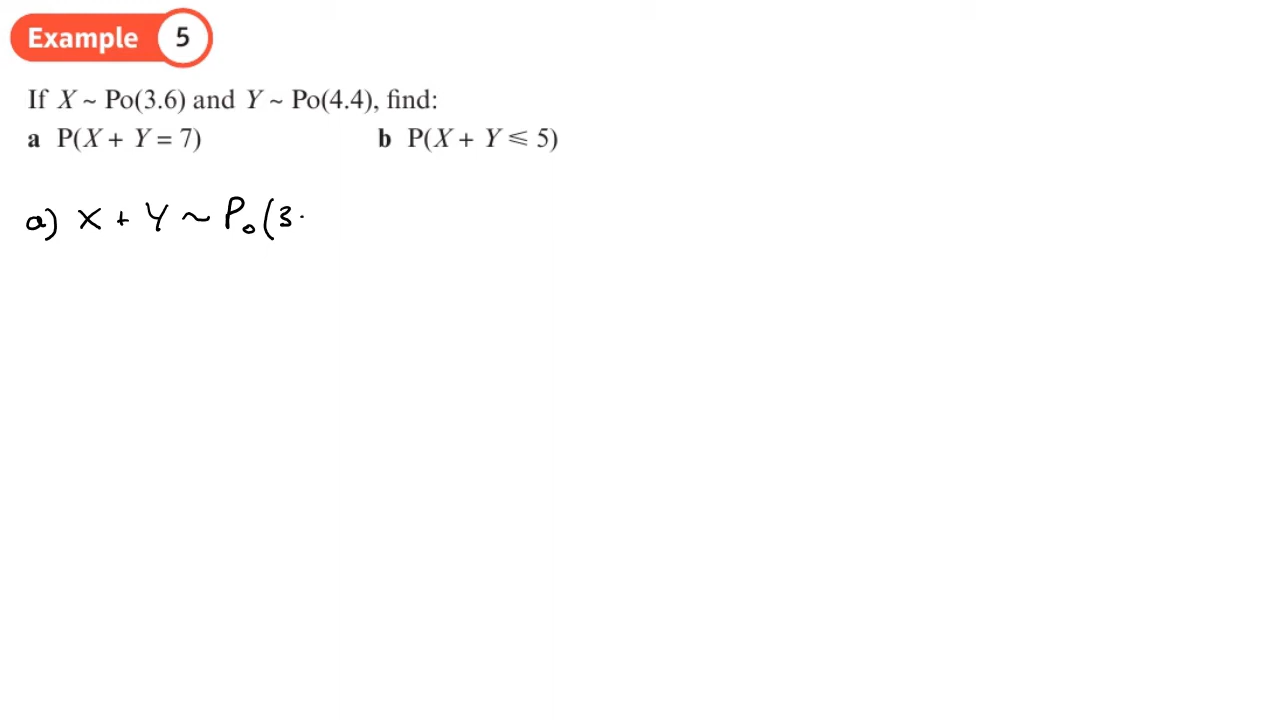 Example 5
If X ~ Po(3.6) and Y ~ Po(4.4), find:
a P(X + Y = 7) b P(X + Y ⩽ 5)
a) X + Y ~ Po(3.